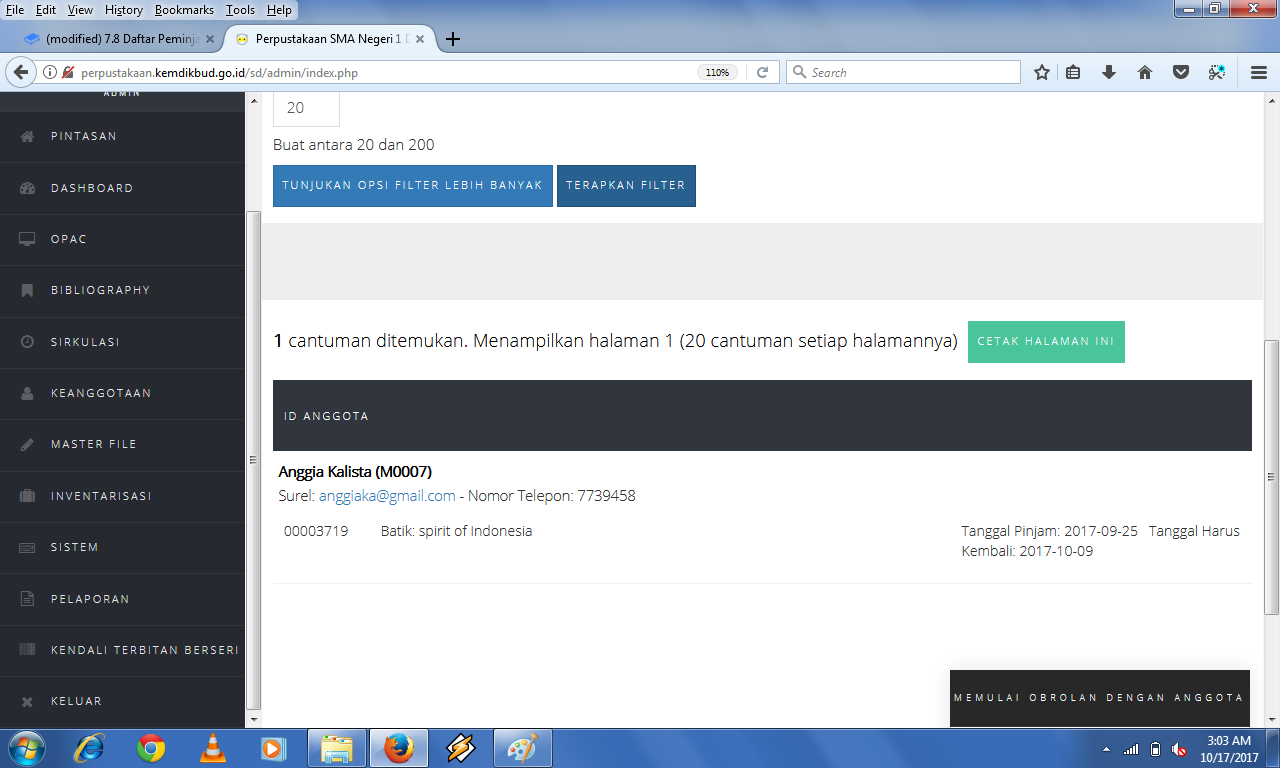 File Edit View History Bookmarks Tools Help
(modified) 7.8 Daftar Peminja
Perpustakaan SMA Negeri 1 D
perpustakaan.kemdikbud.go.id/sd/admin/index.php
110%
Search
ADMIN
PINTASAN
DASHBOARD
OPAC
BIBLIOGRAPHY
SIRKULASI
KEANGGOTAAN
MASTER FILE
INVENTARISASI
SISTEM
PELAPORAN
KENDALI TERBITAN BERSERI
KELUAR
20
Buat antara 20 dan 200
TUNJUKAN OPSI FILTER LEBIH BANYAK
TERAPKAN FILTER
1 cantuman ditemukan. Menampilkan halaman 1 (20 cantuman setiap halamannya)
CETAK HALAMAN INI
ID ANGGOTA
Anggia Kalista (M0007)
Surel: anggiaka@gmail.com - Nomor Telepon: 7739458
00003719 Batik: spirit of Indonesia Tanggal Pinjam: 2017-09-25 Tanggal Harus
Kembali: 2017-10-09
MEMULAI OBROLAN DENGAN ANGGOTA
3:03 AM
10/17/2017